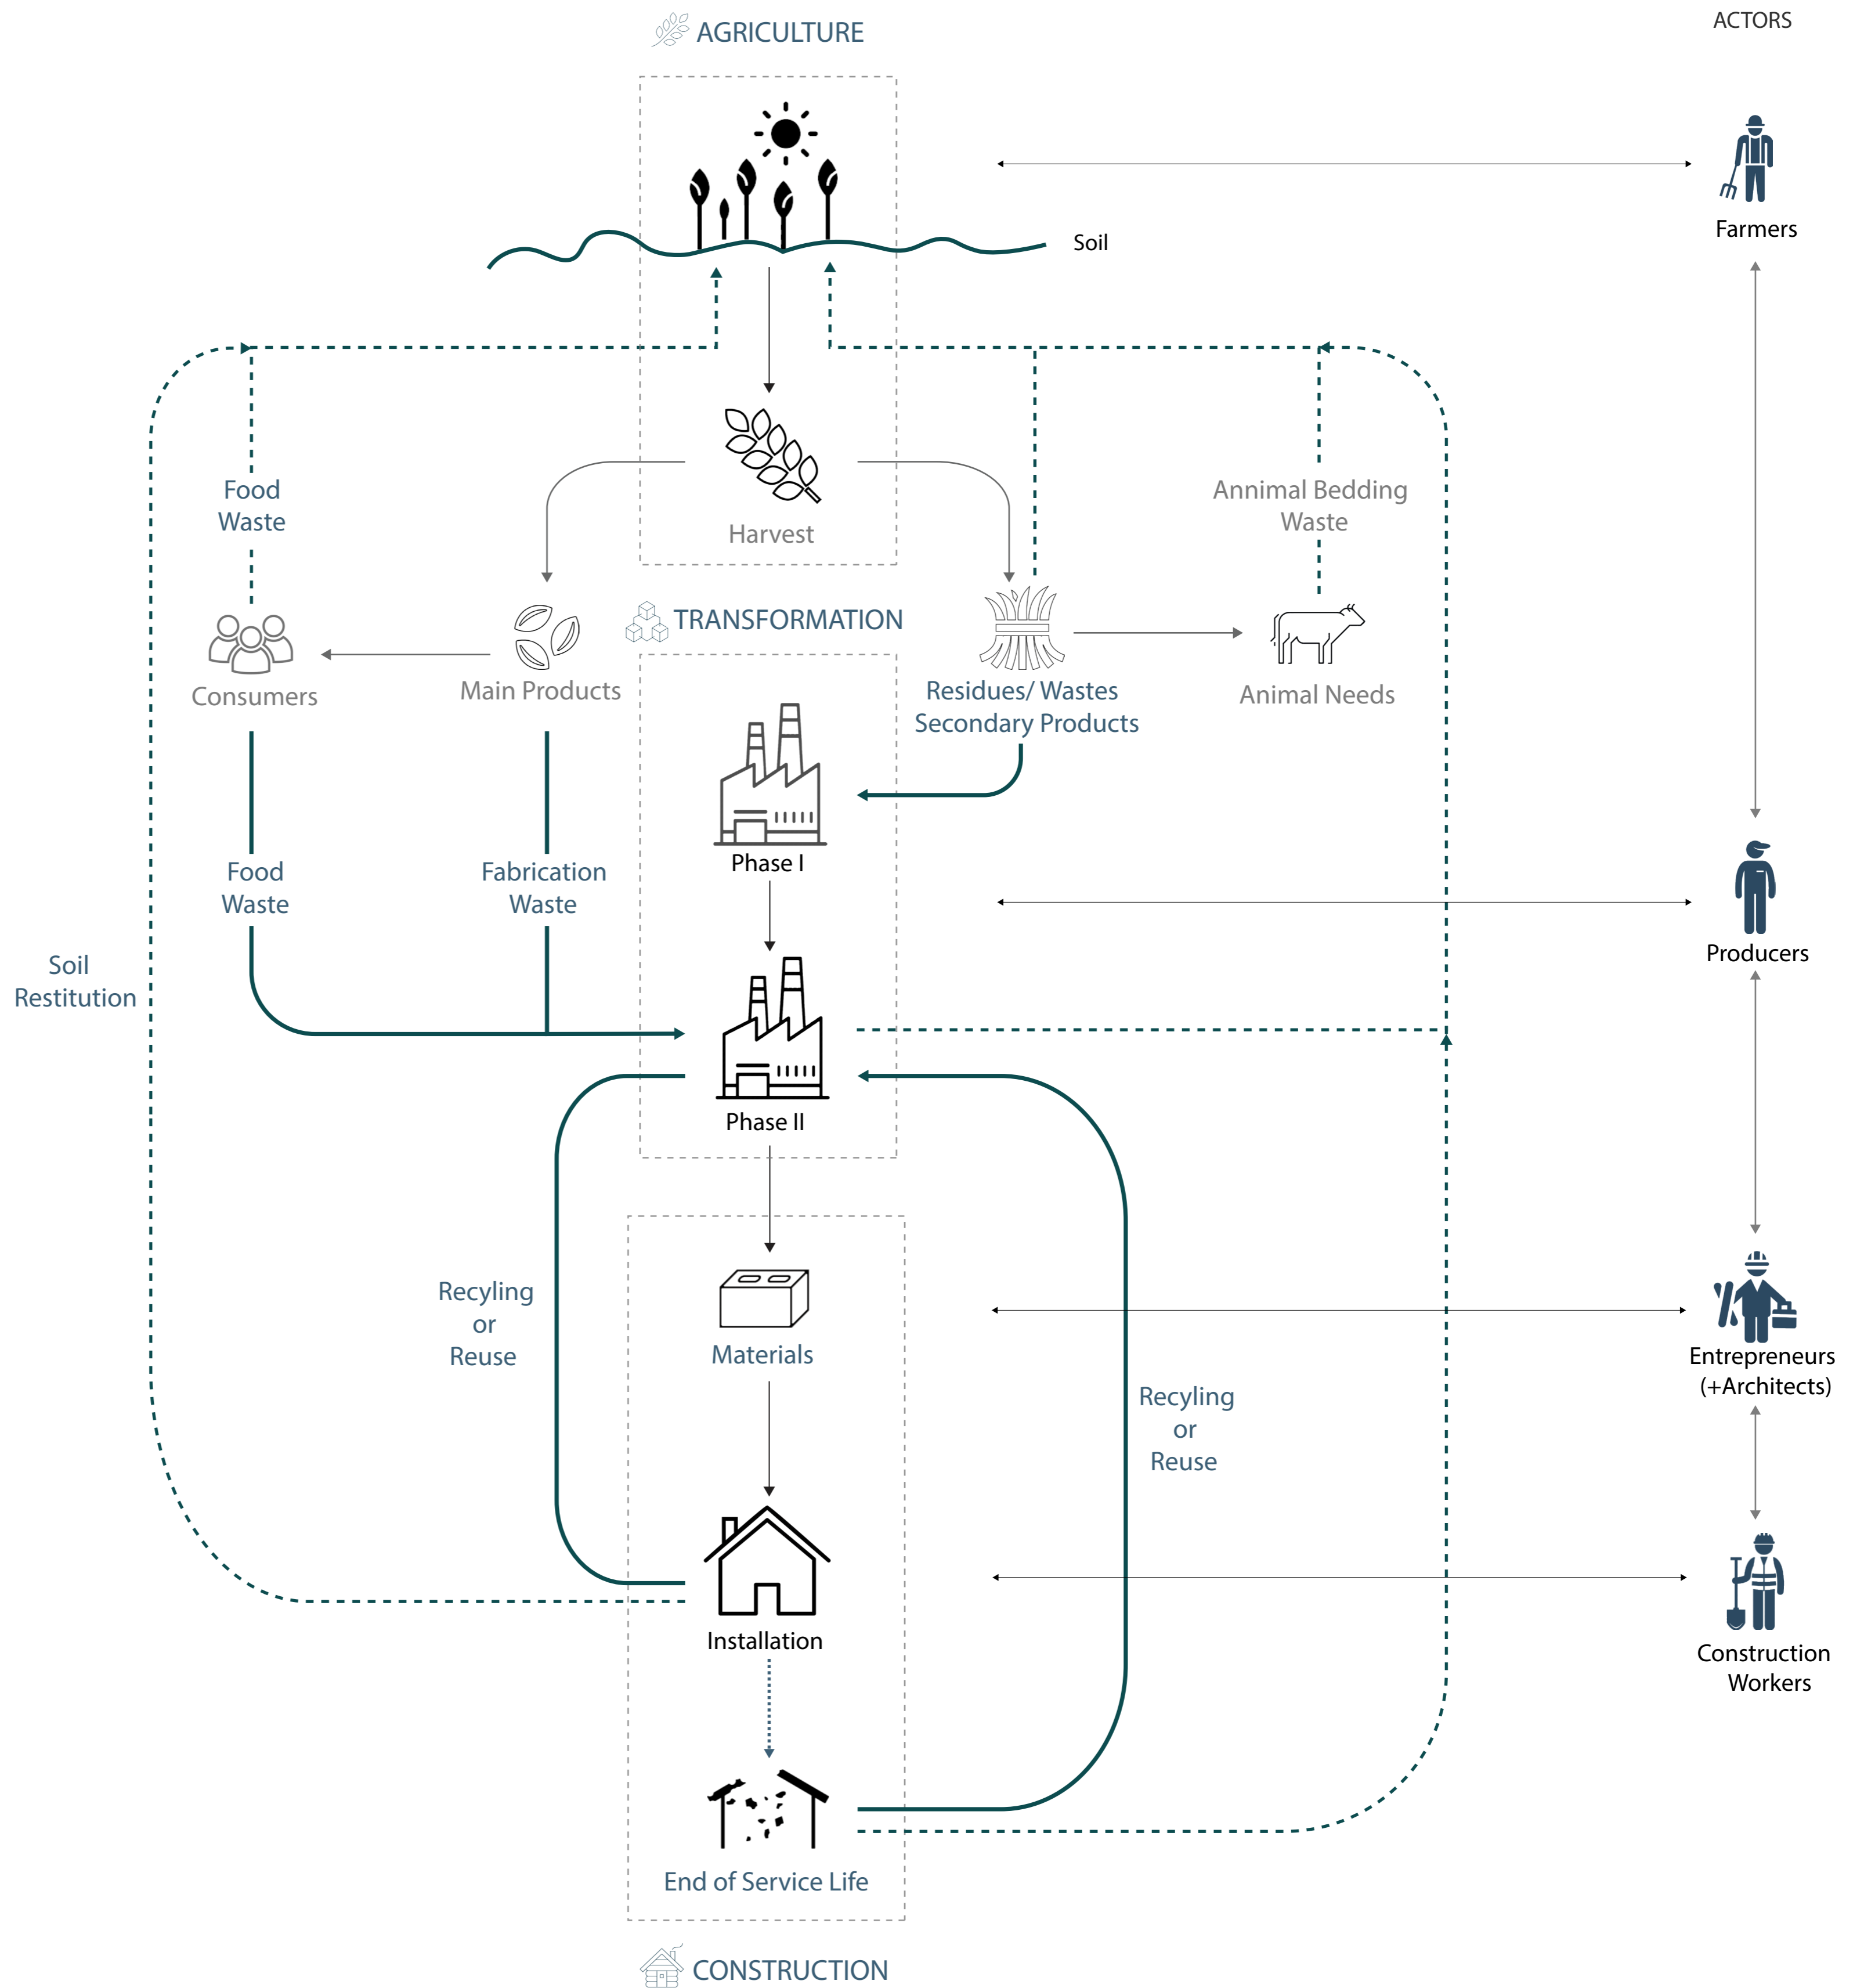 AGRICULTURE
ACTORS
Farmers
Soil
Food
Waste
Harvest
Annimal Bedding
Waste
TRANSFORMATION
Consumers
Main Products
Residues/ Wastes
Secondary Products
Animal Needs
Phase I
Food
Waste
Fabrication
Waste
Producers
Soil
Restitution
Phase II
Recyling
or
Reuse
Materials
Entrepreneurs
(+Architects)
Recyling
or
Reuse
Installation
Construction
Workers
End of Service Life
CONSTRUCTION